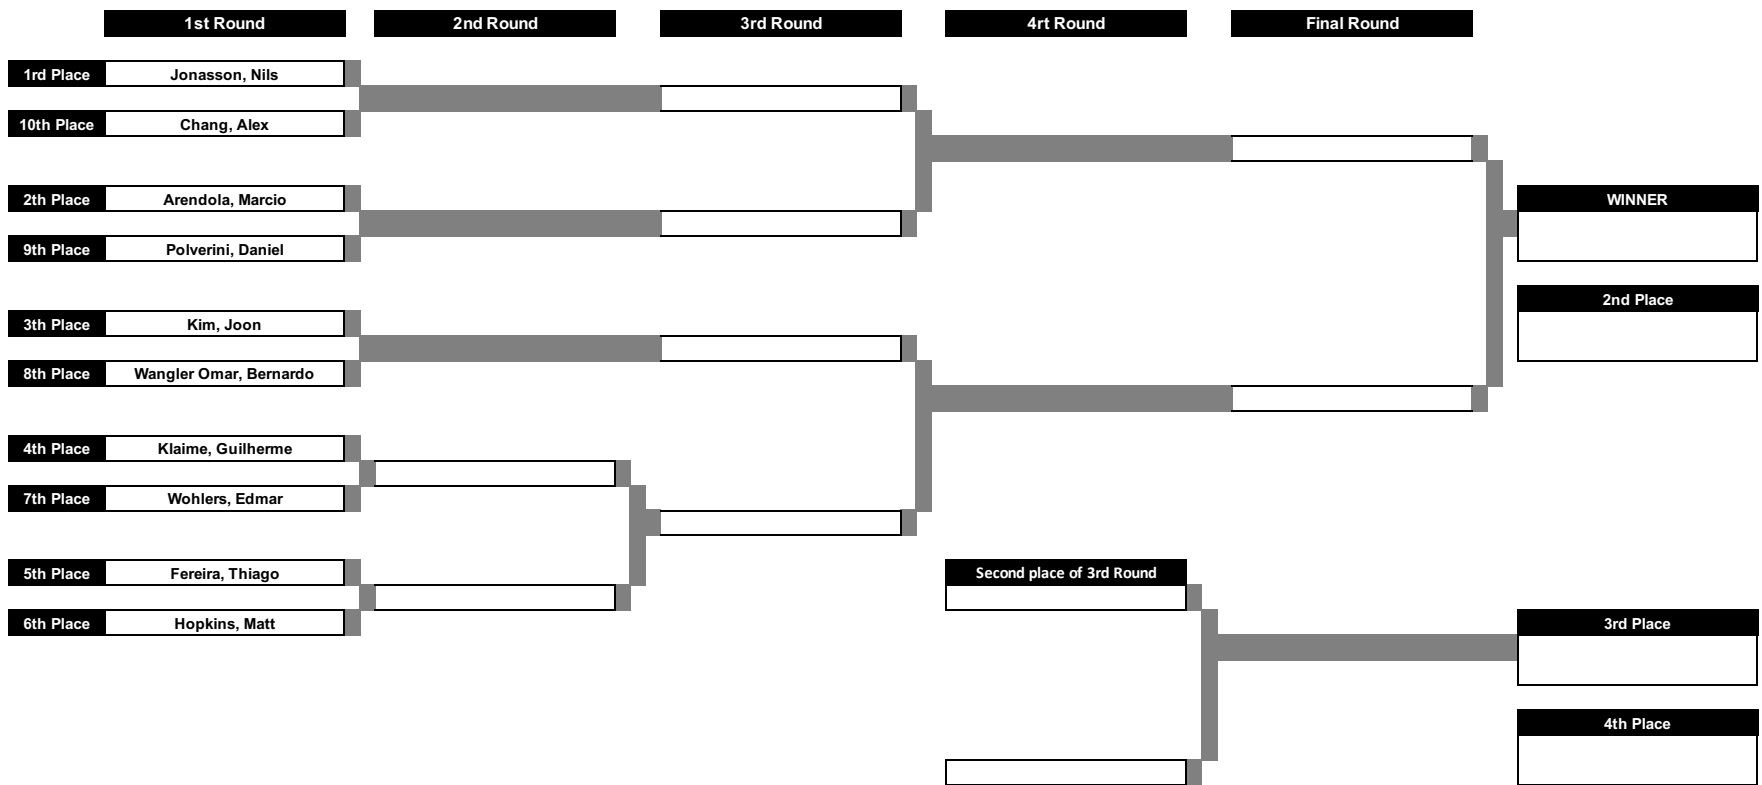 1st Round 2nd Round 3rd Round 4rt Round Final Round
1rd Place Jonasson, Nils
10th Place Chang, Alex
2th Place Arendola, Marcio
WINNER
9th Place Polverini, Daniel
2nd Place
3th Place Kim, Joon
8th Place Wangler Omar, Bernardo
4th Place Klaime, Guilherme
7th Place Wohlers, Edmar
5th Place Fereira, Thiago
Second place of 3rd Round
6th Place Hopkins, Matt
3rd Place
4th Place